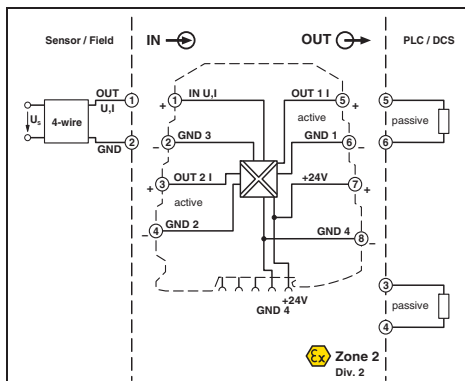 Sensor / Field
IN
OUT
PLC / DCS
OUT
U,I
1
Us
4-wire
GND
2
+
1
IN U,I
OUT 1 I
5
+
active
−
2
GND 3
GND 1
6
−
+
3
OUT 2 I
active
+24V
7
+
−
4
GND 2
GND 4
8
−
+24V
GND 4
5
passive
6
3
passive
4
Ex
Zone 2
Div. 2